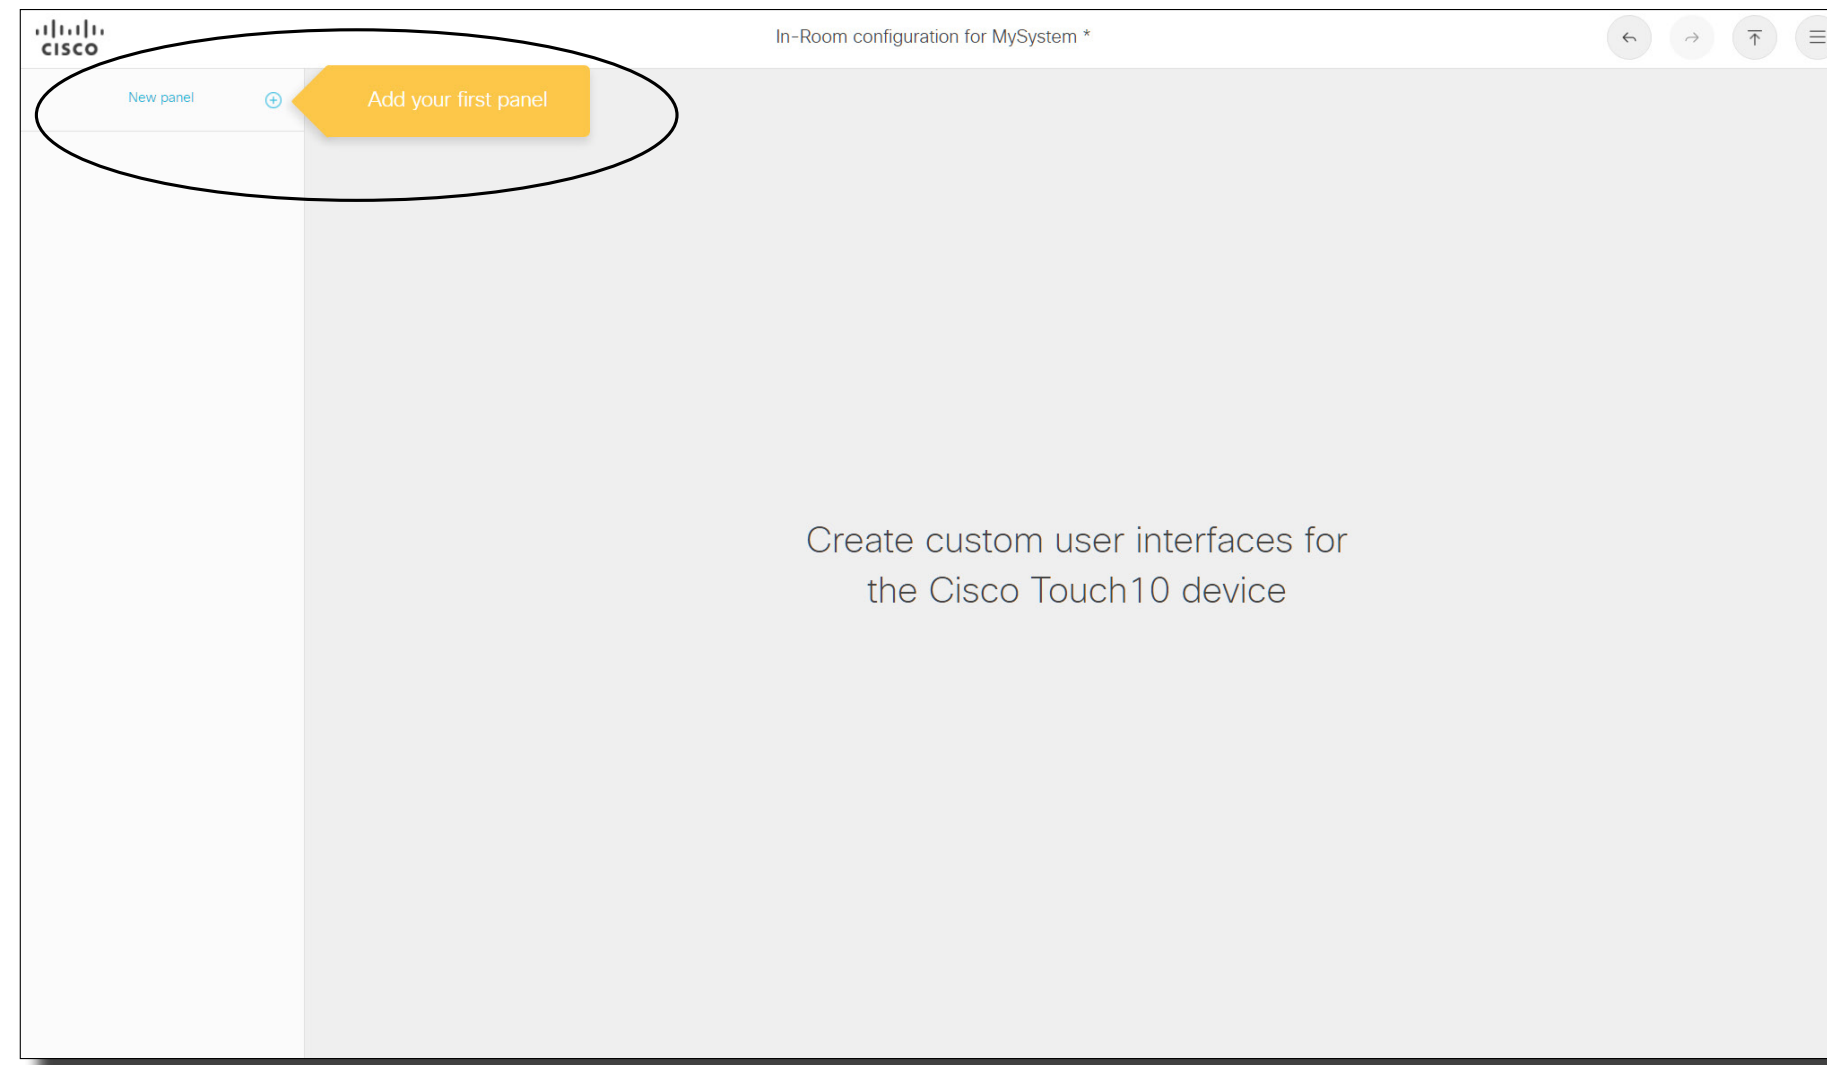 CISCO
In-Room configuration for MySystem *
New panel
Add your first panel
Create custom user interfaces for
the Cisco Touch10 device